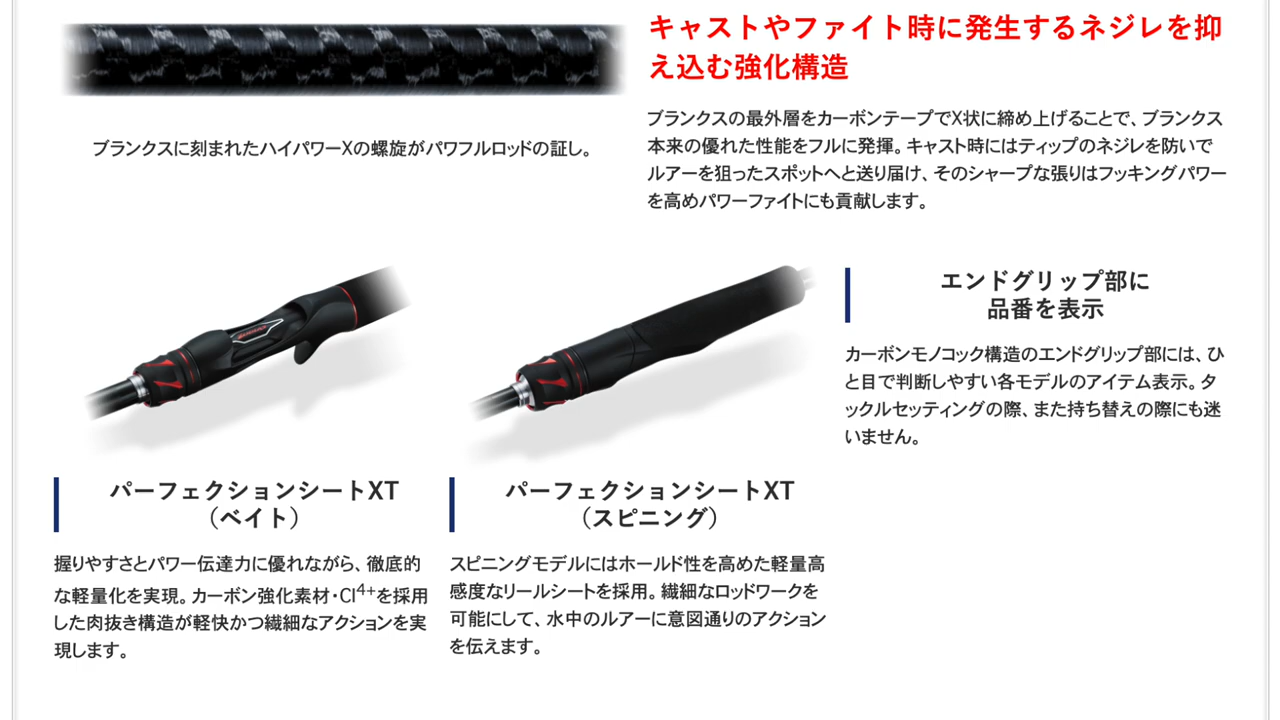 キャストやファイト時に発生するネジレを抑
え込む強化構造
ブランクスに刻まれたハイパワーXの螺旋がパワフルロッドの証し。
ブランクスの最外層をカーボンテープでX状に締め上げることで、ブランクス
本来の優れた性能をフルに発揮。キャスト時にはティップのネジレを防いで
ルアーを狙ったスポットへと送り届け、そのシャープな張りはフッキングパワー
を高めパワーファイトにも貢献します。
エンドグリップ部に
品番を表示
カーボンモノコック構造のエンドグリップ部には、ひ
と目で判断しやすい各モデルのアイテム表示。タ
ックルセッティングの際、また持ち替えの際にも迷
いません。
パーフェクションシートXT
（ベイト）
握りやすさとパワー伝達力に優れながら、徹底的
な軽量化を実現。カーボン強化素材・CI4+を採用
した肉抜き構造が軽快かつ繊細なアクションを実
現します。
パーフェクションシートXT
（スピニング）
スピニングモデルにはホールド性を高めた軽量高
感度なリールシートを採用。繊細なロッドワークを
可能にして、水中のルアーに意図通りのアクション
を伝えます。